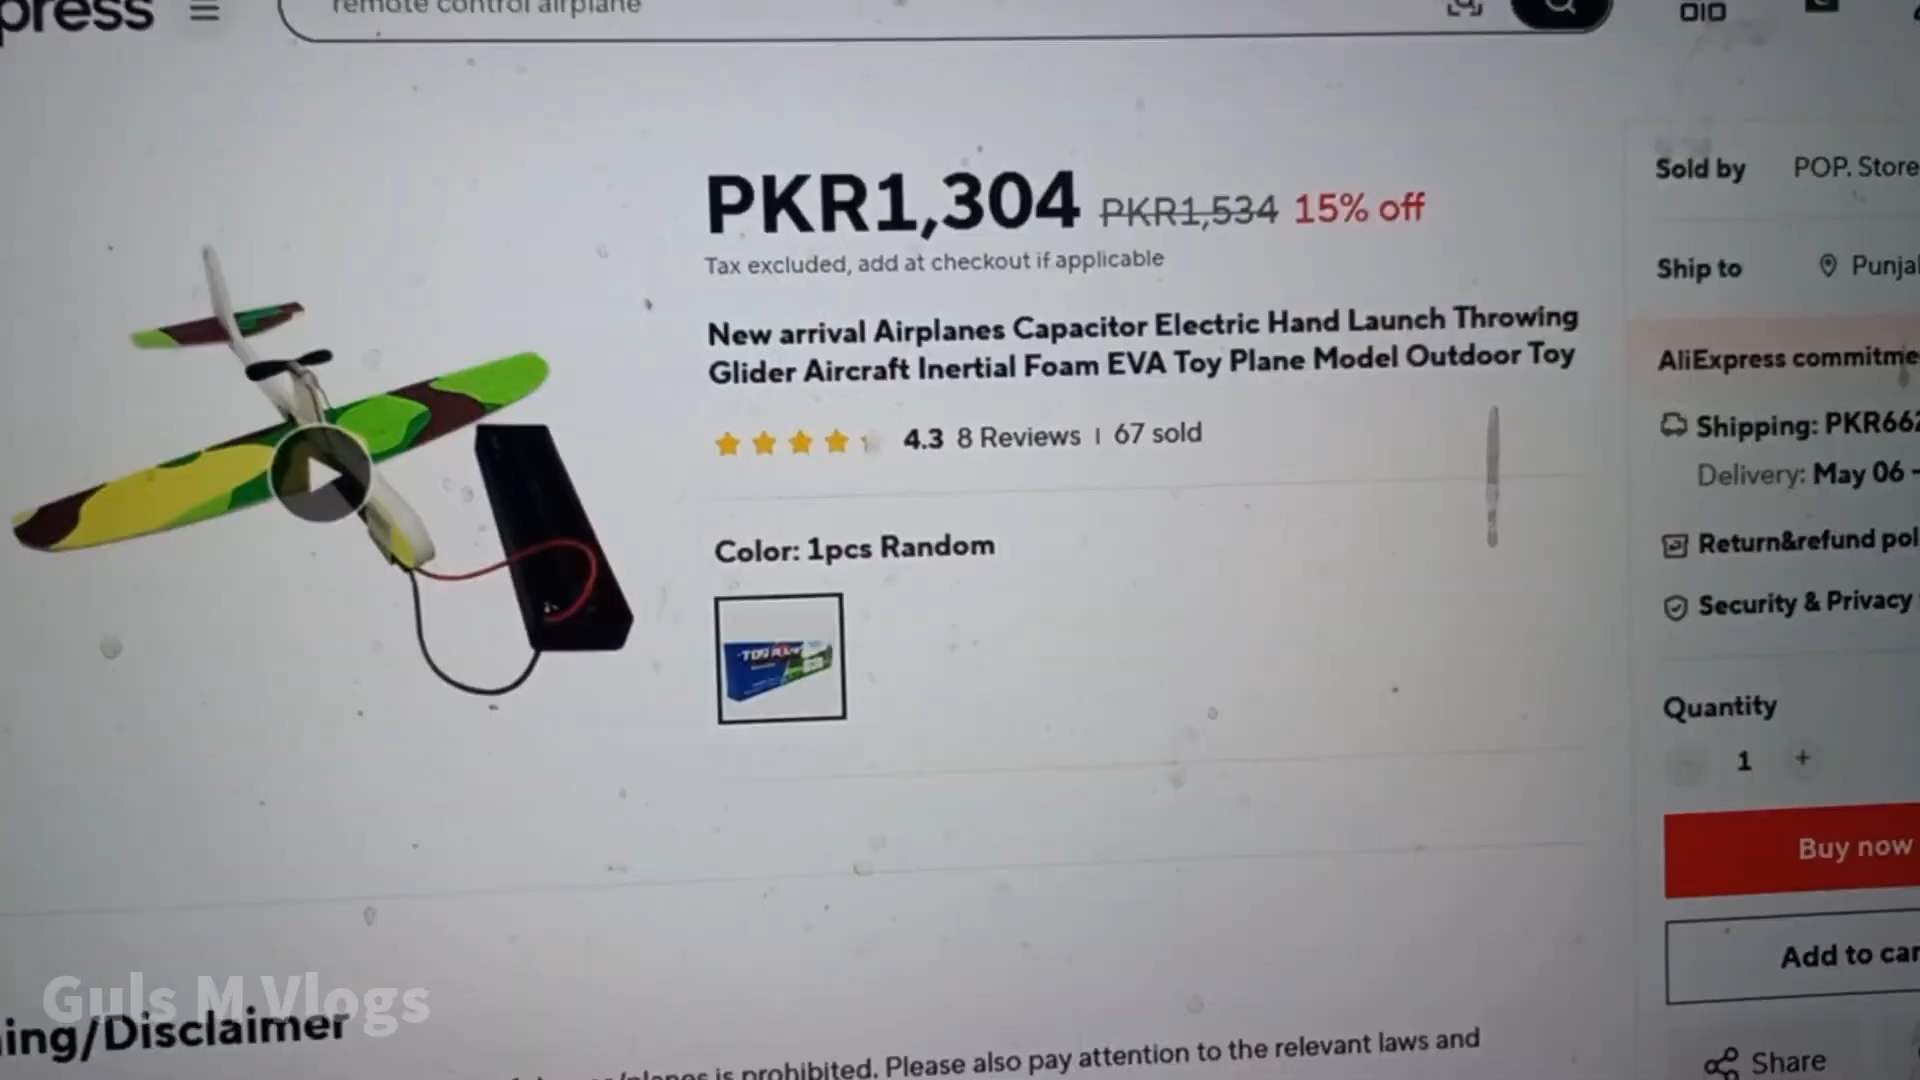 press
remote control airplane
PKR1,304 PKR1,534 15% off
Tax excluded, add at checkout if applicable
New arrival Airplanes Capacitor Electric Hand Launch Throwing
Glider Aircraft Inertial Foam EVA Toy Plane Model Outdoor Toy
4.3 8 Reviews | 67 sold
Color: 1pcs Random
Sold by POP. Store
Ship to Punja
AliExpress commitme
Shipping: PKR662
Delivery: May 06 -
Return&refund pol
Security & Privacy
Quantity
1 +
Buy now
Add to car
Share
Guls M Vlogs
ing/Disclaimer
is prohibited. Please also pay attention to the relevant laws and